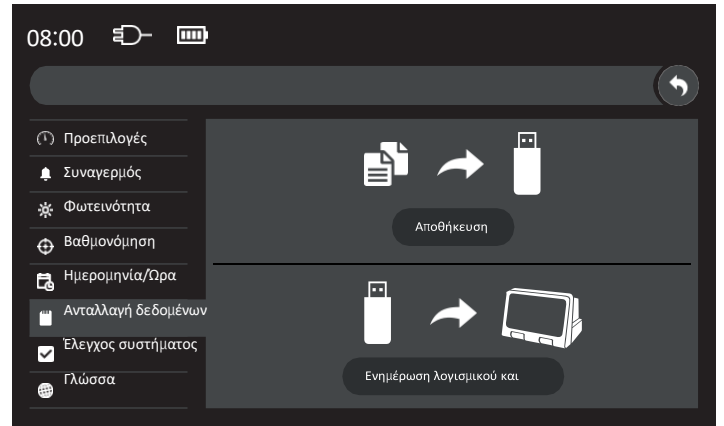 08:00
Προεπιλογές
Συναγερμός
Φωτεινότητα
Βαθμονόμηση
Ημερομηνία/Ώρα
Ανταλλαγή δεδομένων
Έλεγχος συστήματος
Γλώσσα
Αποθήκευση
Ενημέρωση λογισμικού και